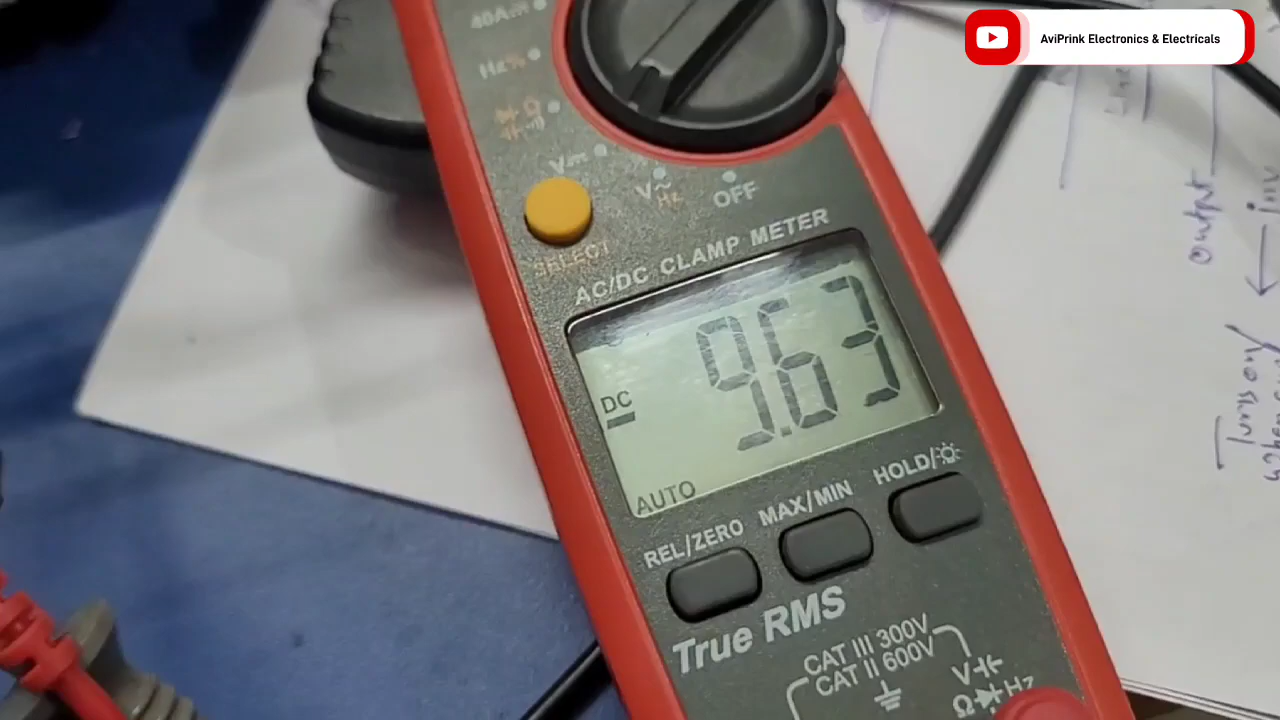 AviPrink Electronics & Electricals
40A
Hz%
V
V~
Hz
OFF
SELECT
AC/DC CLAMP METER
DC
9.63
AUTO
REL/ZERO
MAX/MIN
HOLD/
True RMS
CAT III 300V
CAT II 600V
V
Ω Hz
output